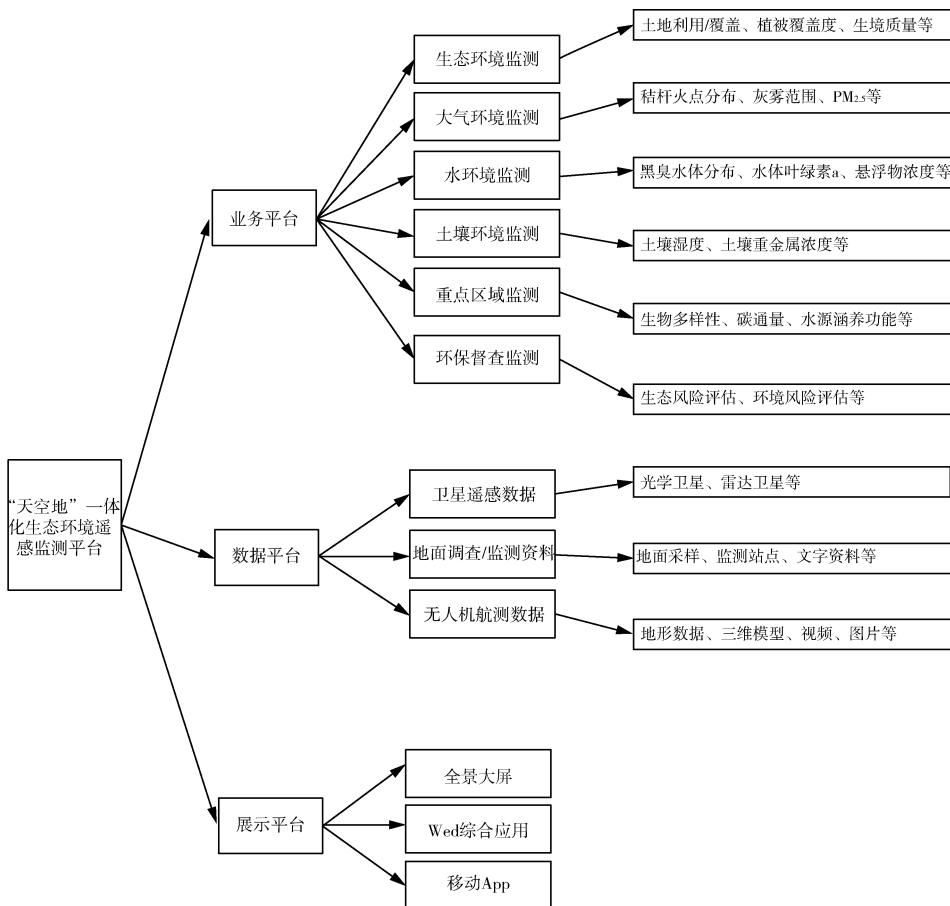 “天空地”一体
化生态环境遥
感监测平台
业务平台
生态环境监测
土地利用/覆盖、植被覆盖度、生境质量等
大气环境监测
秸杆火点分布、灰雾范围、PM2.5等
水环境监测
黑臭水体分布、水体叶绿素a、悬浮物浓度等
土壤环境监测
土壤湿度、土壤重金属浓度等
重点区域监测
生物多样性、碳通量、水源涵养功能等
环保督查监测
生态风险评估、环境风险评估等
数据平台
卫星遥感数据
光学卫星、雷达卫星等
地面调查/监测资料
地面采样、监测站点、文字资料等
无人机航测数据
地形数据、三维模型、视频、图片等
展示平台
全景大屏
Wed综合应用
移动App